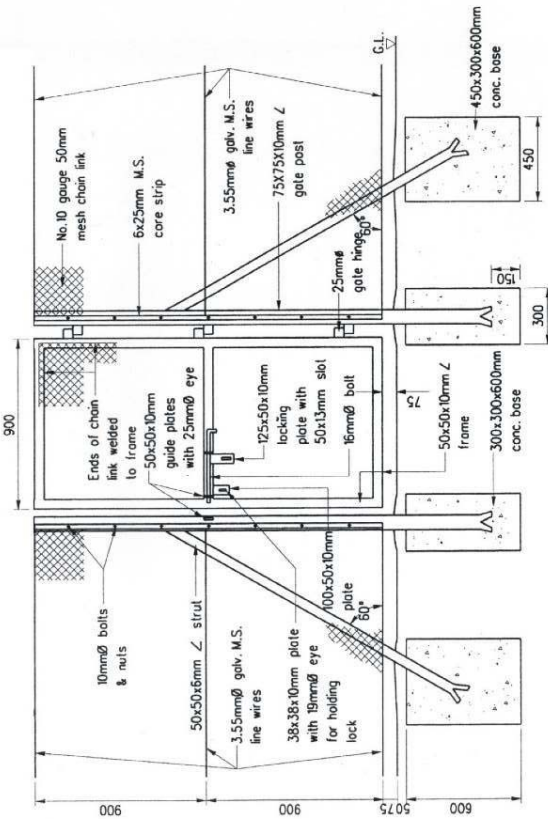 No.10 gauge 50mm
mesh chain link
6x25mm M.S.
core strip
3.55mmø galv. M.S.
line wires
75X75X10mm ∠
gate post
G.L.
450x300x600mm
conc. base
450
60°
25mmø
gate hinge
150
300
900
Ends of chain
link welded
to frame
50x50x10mm
guide plates
with 25mmØ eye
125x50x10mm
locking
plate with
50x13mm slot
16mmØ bolt
75
50x50x10mm ∠
frame
300x300x600mm
conc. base
10mmØ bolts
& nuts
50x50x6mm ∠ strut
3.55mmØ galv. M.S.
line wires
100x50x10mm
plate
38x38x10mm plate
with 19mmØ eye
for holding
lock
60°
900
900
50
75
600